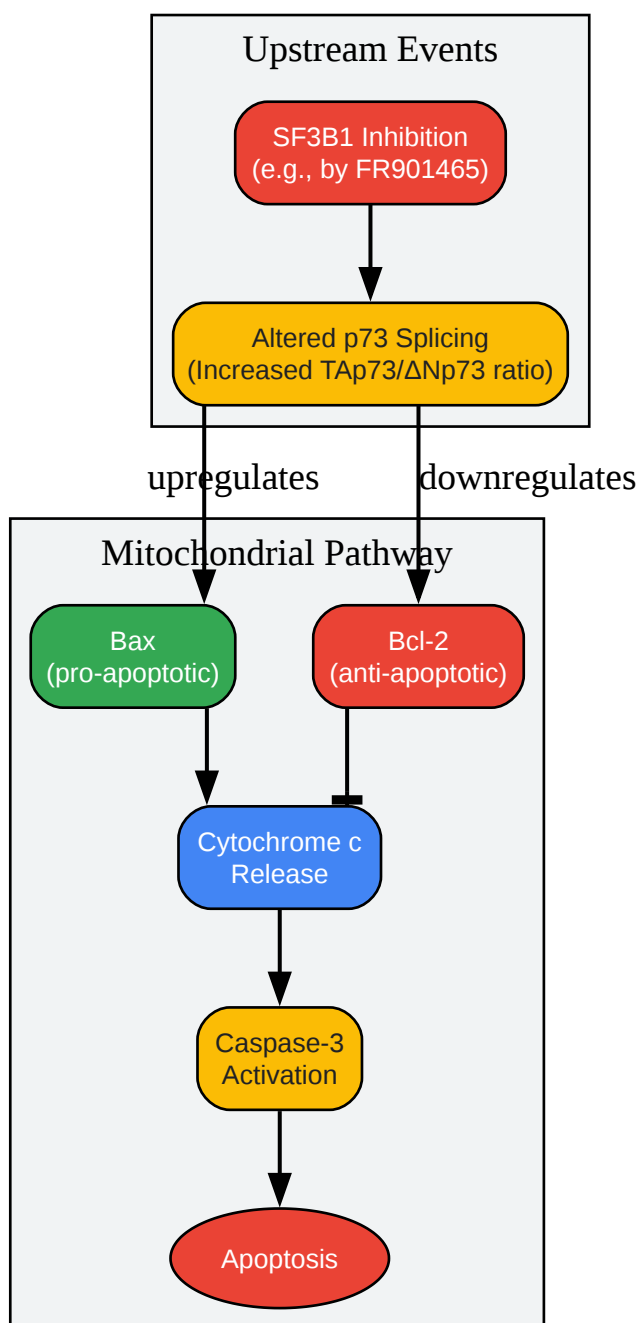 Upstream Events
SF3B1 Inhibition
(e.g., by FR901465)
Altered p73 Splicing
(Increased TAp73/ΔNp73 ratio)
upregulates
downregulates
Mitochondrial Pathway
Bax
(pro-apoptotic)
Bcl-2
(anti-apoptotic)
Cytochrome c
Release
Caspase-3
Activation
Apoptosis